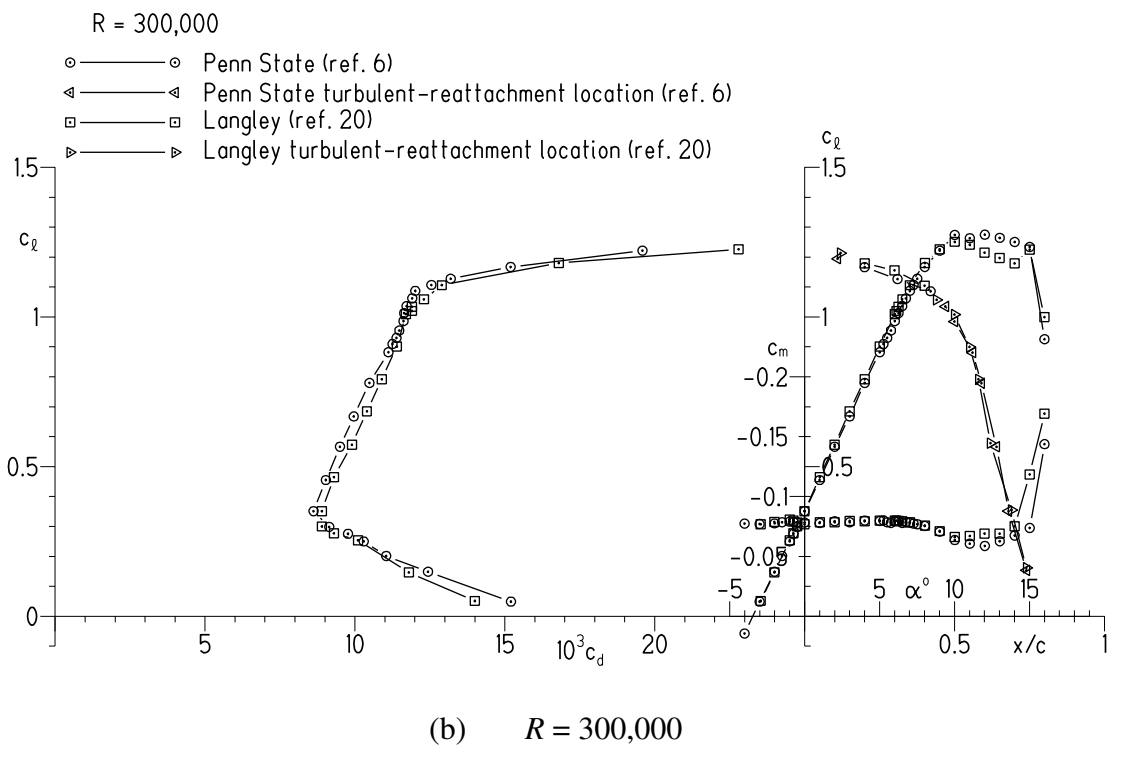 R = 300,000
Penn State (ref. 6)
Penn State turbulent-reattachment location (ref. 6)
Langley (ref. 20)
Langley turbulent-reattachment location (ref. 20)
1.5
cℓ
1
0.5
0
5
10
15
20
10³cd
cℓ
1.5
1
cm
-0.2
-0.15
0.5
-0.1
-0.05
-5
5
α°
10
15
0.5
x/c
1
(b) R = 300,000